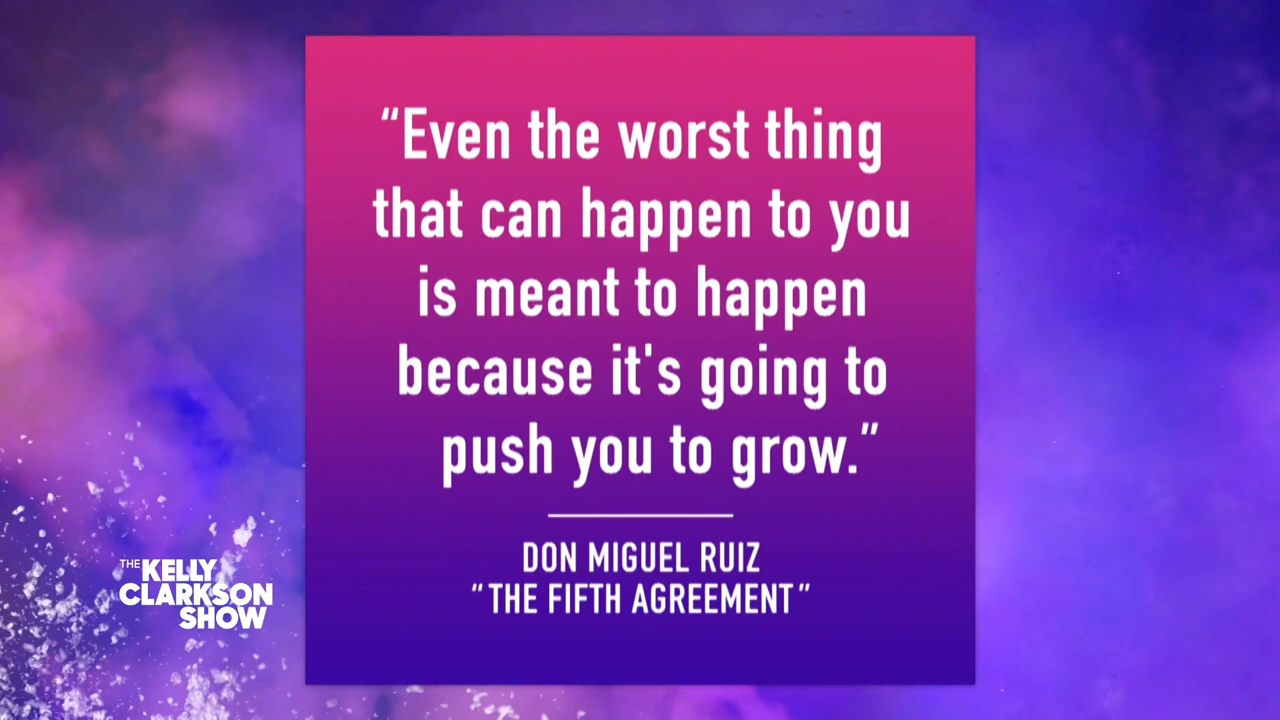 “Even the worst thing
that can happen to you
is meant to happen
because it's going to
push you to grow.”
DON MIGUEL RUIZ
“THE FIFTH AGREEMENT”
THE KELLY
CLARKSON
SHOW